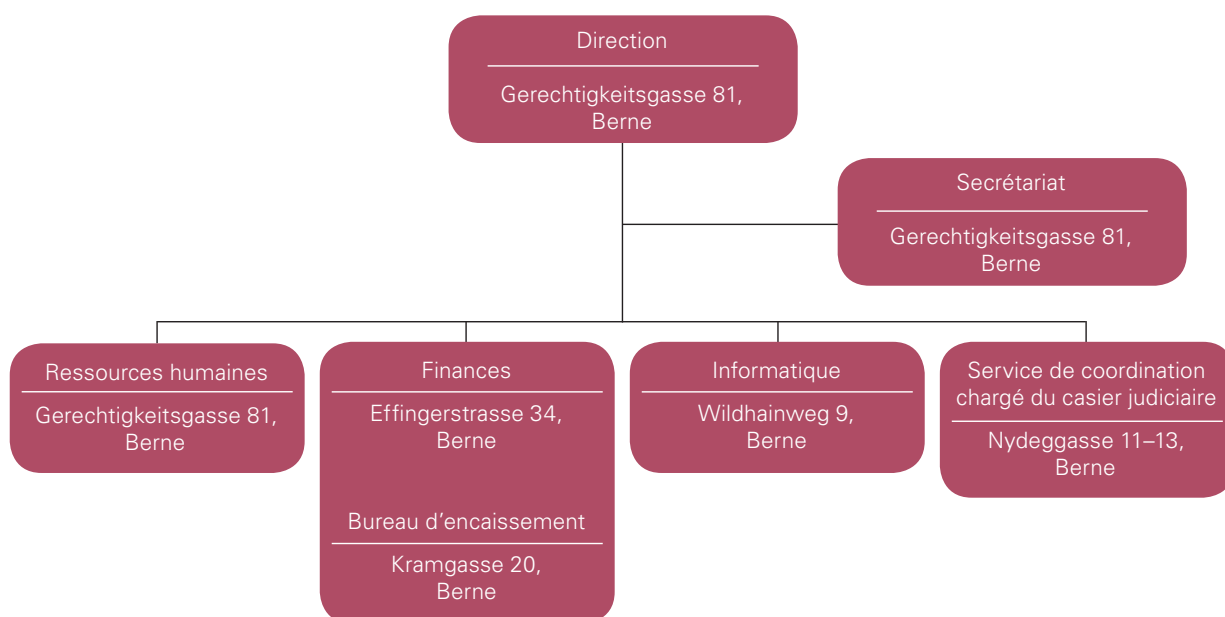 Direction
Gerechtigkeitsgasse 81,
Berne
Secrétariat
Gerechtigkeitsgasse 81,
Berne
Ressources humaines
Gerechtigkeitsgasse 81,
Berne
Finances
Effingerstrasse 34,
Berne
Bureau d’encaissement
Kramgasse 20,
Berne
Informatique
Wildhainweg 9,
Berne
Service de coordination
chargé du casier judiciaire
Nydeggasse 11–13,
Berne